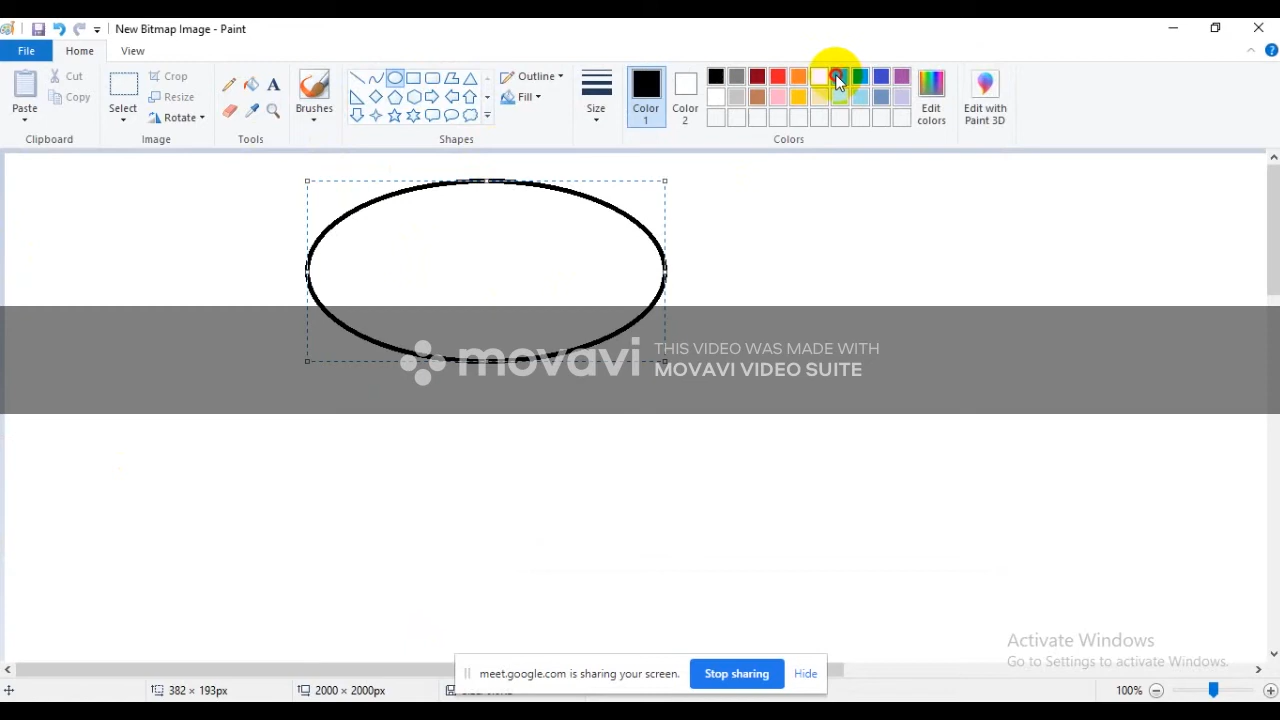 New Bitmap Image - Paint
File Home View
Paste
Cut
Copy
Clipboard
Select
Crop
Resize
Rotate
Image
A
Tools
Brushes
Outline
Fill
Shapes
Size
Color 1
Color 2
Colors
Edit colors
Edit with Paint 3D
movavi
THIS VIDEO WAS MADE WITH
MOVAVI VIDEO SUITE
Activate Windows
Go to Settings to activate Windows.
meet.google.com is sharing your screen. Stop sharing Hide
382 × 193px 2000 × 2000px 100%